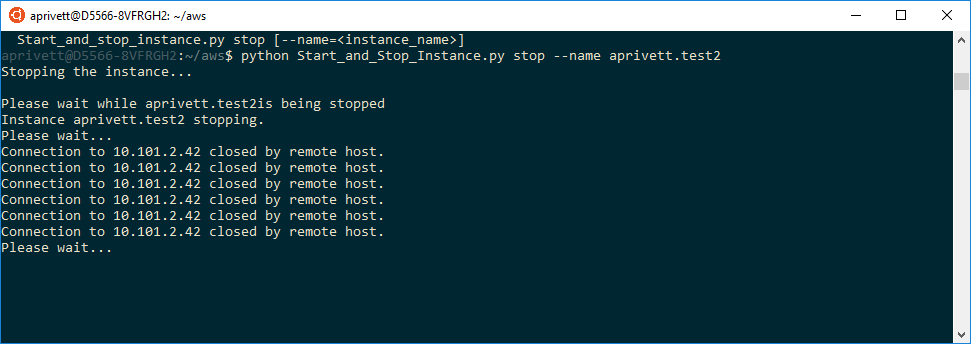 aprivett@D5566-8VFRGH2: ~/aws
Start_and_stop_instance.py stop [--name=<instance_name>]
aprivett@D5566-8VFRGH2:~/aws$ python Start_and_Stop_Instance.py stop --name aprivett.test2
Stopping the instance...
Please wait while aprivett.test2is being stopped
Instance aprivett.test2 stopping.
Please wait...
Connection to 10.101.2.42 closed by remote host.
Connection to 10.101.2.42 closed by remote host.
Connection to 10.101.2.42 closed by remote host.
Connection to 10.101.2.42 closed by remote host.
Connection to 10.101.2.42 closed by remote host.
Connection to 10.101.2.42 closed by remote host.
Please wait...